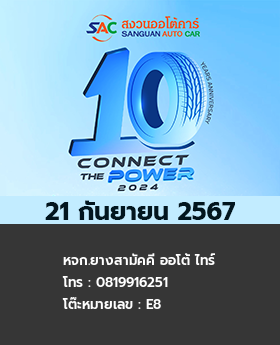 SAC สงวนออโต้คาร์
SANGUAN AUTO CAR
10
YEARS ANNIVERSARY
CONNECT
THE POWER
2024
21 กันยายน 2567
หจก.ยางสามัคคี ออโต้ ไทร์
โทร : 0819916251
โต๊ะหมายเลข : E8